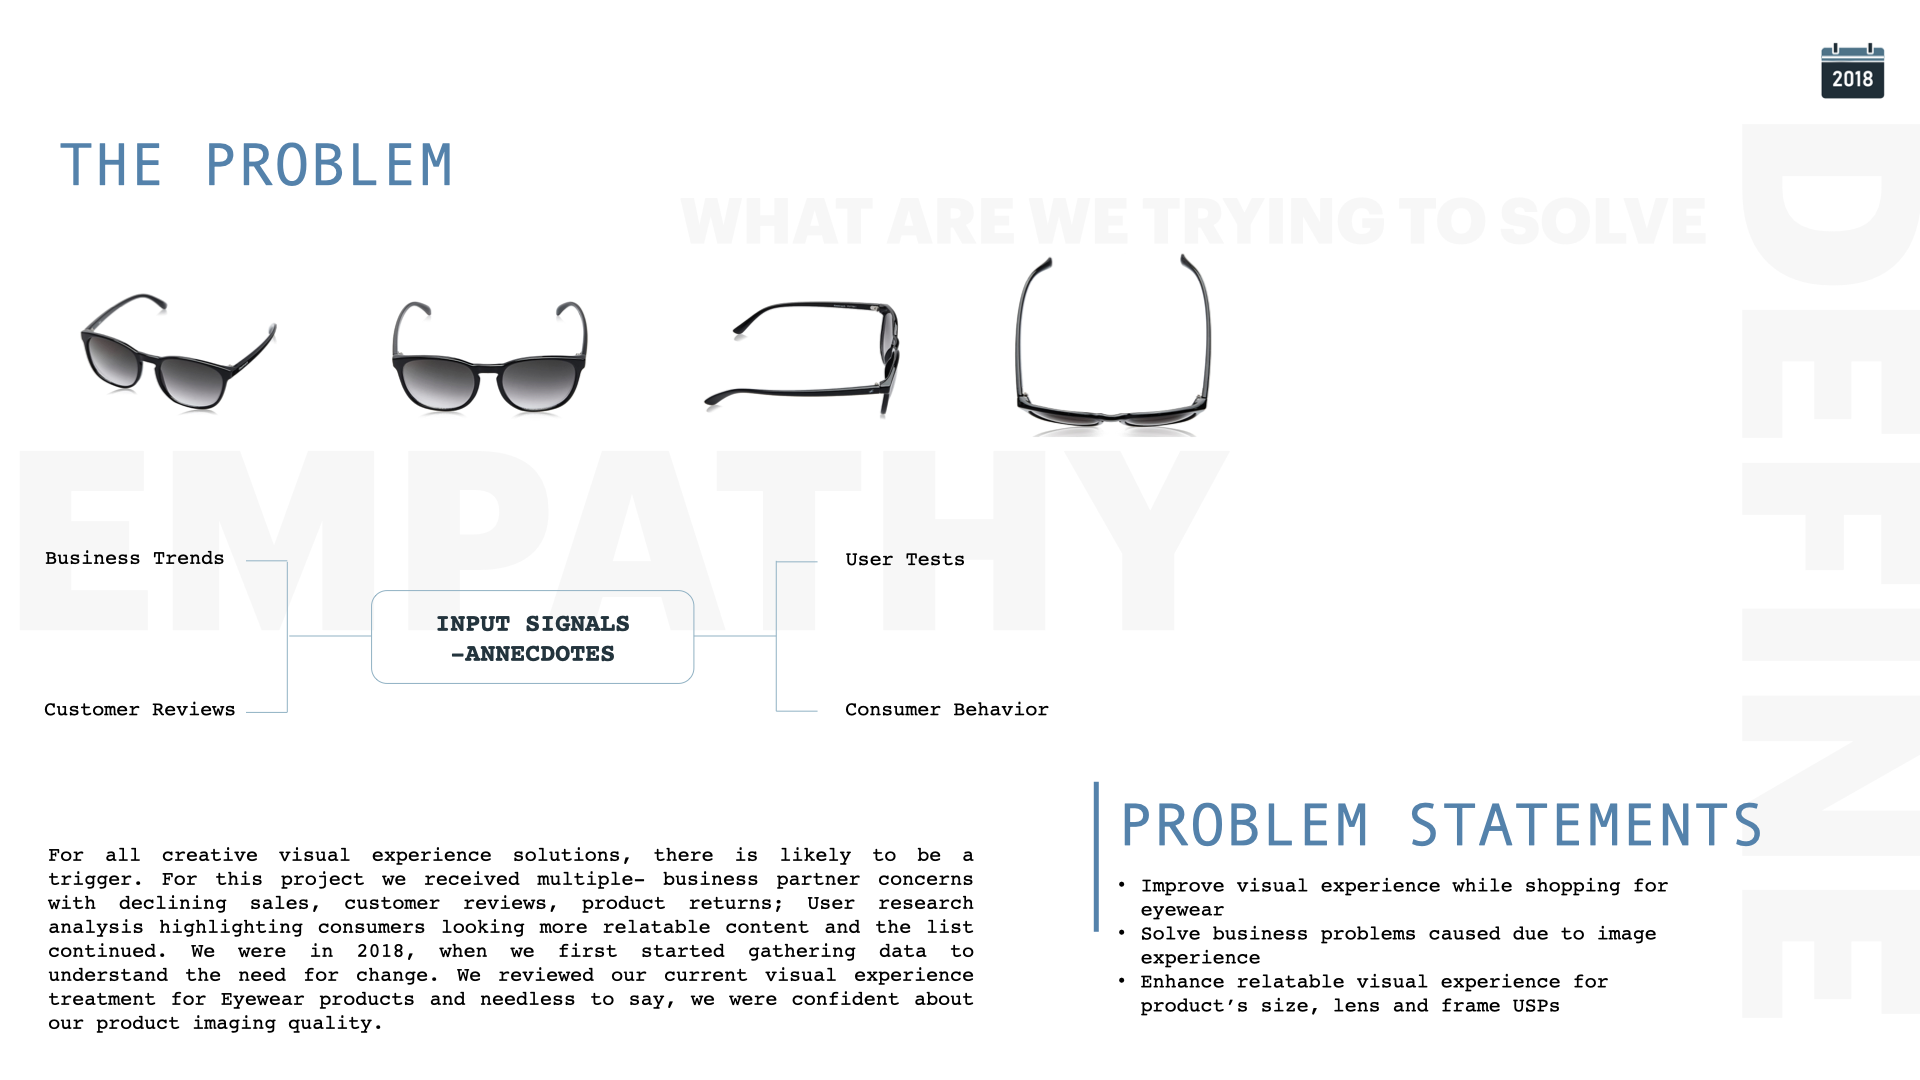 2018
THE PROBLEM
WHAT ARE WE TRYING TO SOLVE
DEFINE
EMPATHY
Business Trends
Customer Reviews
INPUT SIGNALS
-ANNECDOTES
User Tests
Consumer Behavior
For all creative visual experience solutions, there is likely to be a
trigger. For this project we received multiple- business partner concerns
with declining sales, customer reviews, product returns; User research
analysis highlighting consumers looking more relatable content and the list
continued. We were in 2018, when we first started gathering data to
understand the need for change. We reviewed our current visual experience
treatment for Eyewear products and needless to say, we were confident about
our product imaging quality.
PROBLEM STATEMENTS
• Improve visual experience while shopping for
eyewear
• Solve business problems caused due to image
experience
• Enhance relatable visual experience for
product’s size, lens and frame USPs